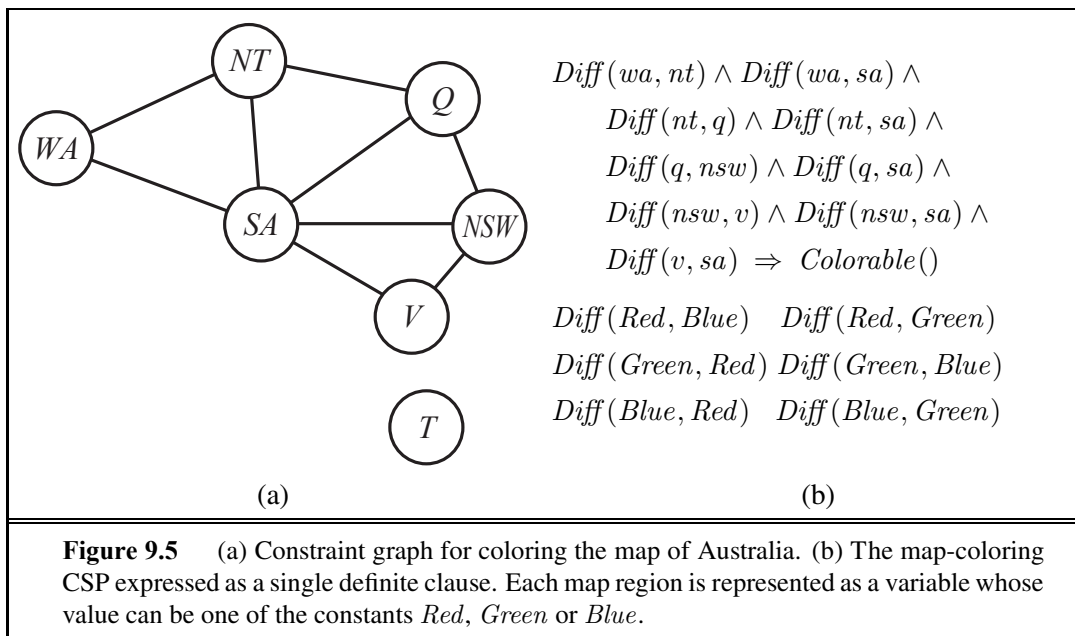 NT
Q
WA
SA
NSW
V
T
(a)
Diff(wa, nt) ∧ Diff(wa, sa) ∧
Diff(nt, q) ∧ Diff(nt, sa) ∧
Diff(q, nsw) ∧ Diff(q, sa) ∧
Diff(nsw, v) ∧ Diff(nsw, sa) ∧
Diff(v, sa) ⇒ Colorable()
Diff(Red, Blue) Diff(Red, Green)
Diff(Green, Red) Diff(Green, Blue)
Diff(Blue, Red) Diff(Blue, Green)
(b)
Figure 9.5 (a) Constraint graph for coloring the map of Australia. (b) The map-coloring
CSP expressed as a single definite clause. Each map region is represented as a variable whose
value can be one of the constants Red, Green or Blue.